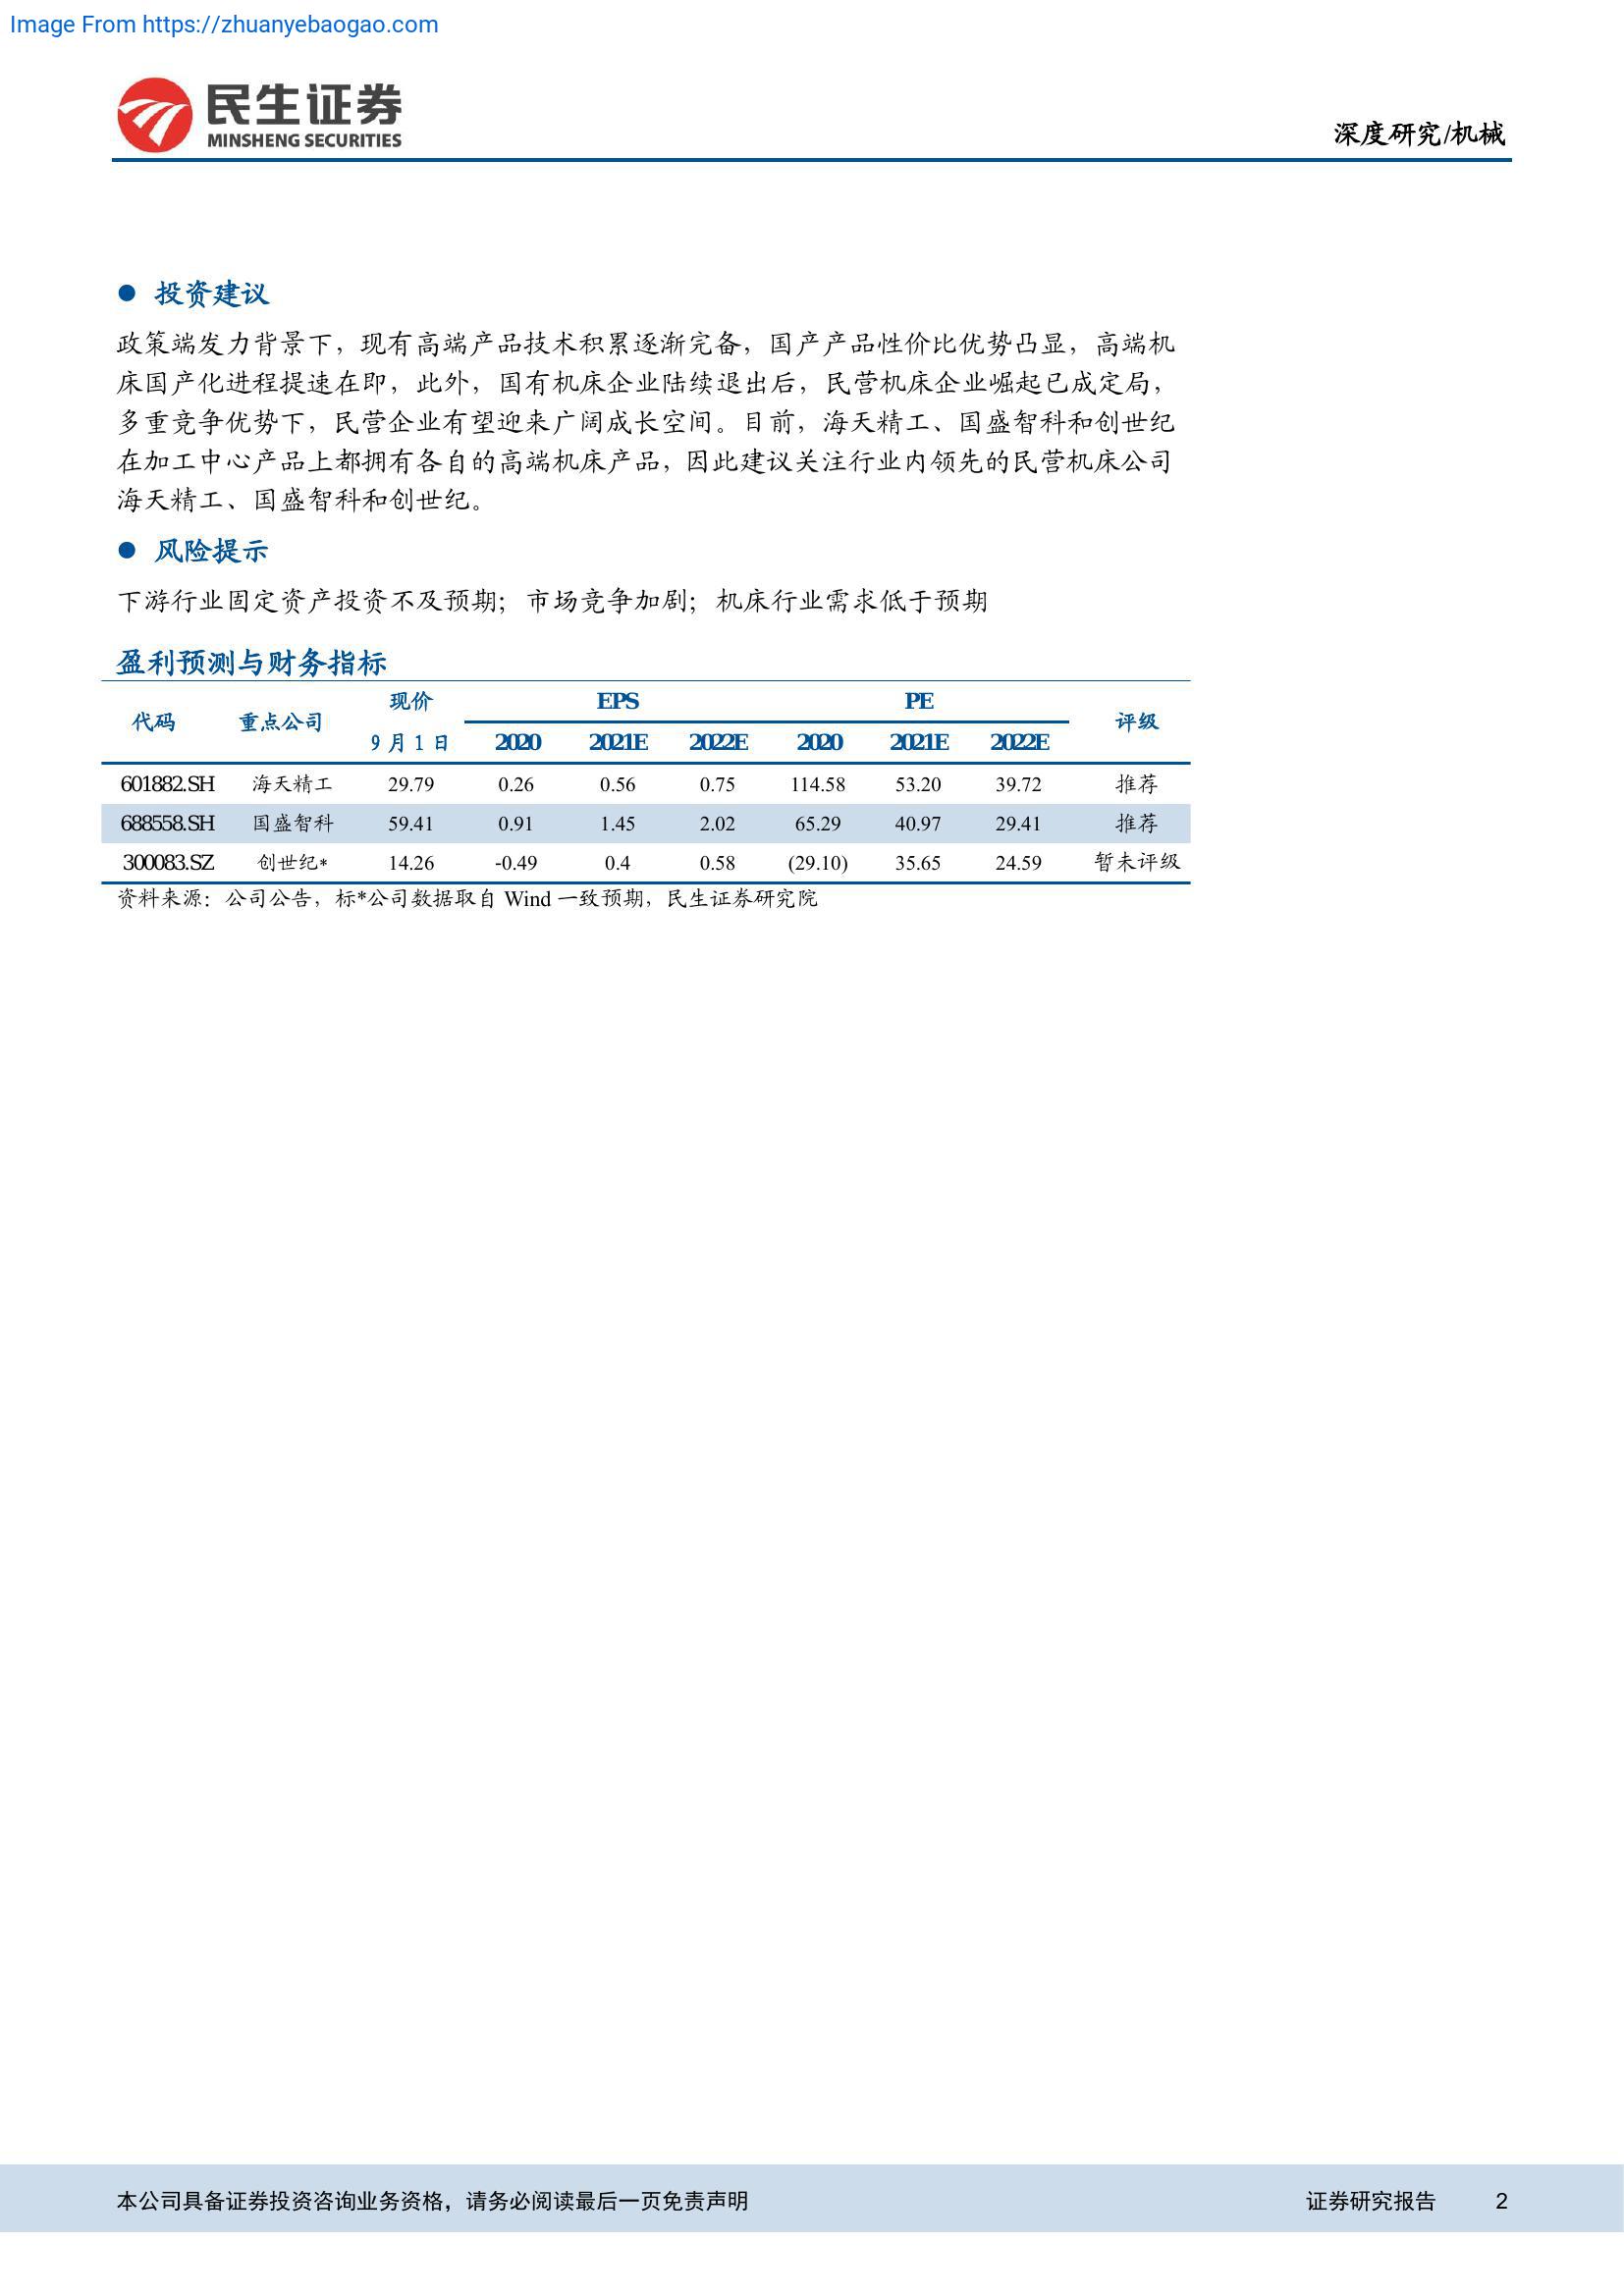 Image From https://zhuanyebaogao.com
民生证券
MINSHENG SECURITIES
深度研究/机械
● 投资建议
政策端发力背景下，现有高端产品技术积累逐渐完备，国产产品性价比优势凸显，高端机
床国产化进程提速在即，此外，国有机床企业陆续退出后，民营机床企业崛起已成定局，
多重竞争优势下，民营企业有望迎来广阔成长空间。目前，海天精工、国盛智科和创世纪
在加工中心产品上都拥有各自的高端机床产品，因此建议关注行业内领先的民营机床公司
海天精工、国盛智科和创世纪。
● 风险提示
下游行业固定资产投资不及预期；市场竞争加剧；机床行业需求低于预期
盈利预测与财务指标
代码 重点公司 现价 EPS PE 评级
9 月 1 日 2020 2021E 2022E 2020 2021E 2022E
601882.SH 海天精工 29.79 0.26 0.56 0.75 114.58 53.20 39.72 推荐
688558.SH 国盛智科 59.41 0.91 1.45 2.02 65.29 40.97 29.41 推荐
300083.SZ 创世纪* 14.26 -0.49 0.4 0.58 (29.10) 35.65 24.59 暂未评级
资料来源：公司公告，标*公司数据取自 Wind 一致预期，民生证券研究院
本公司具备证券投资咨询业务资格，请务必阅读最后一页免责声明 证券研究报告 2